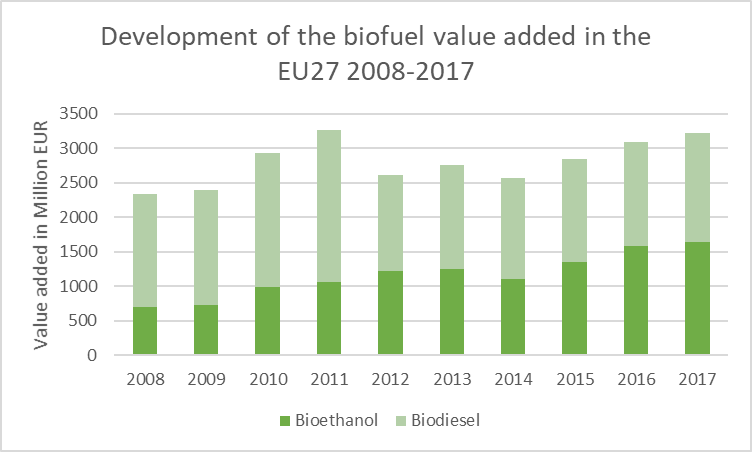 Development of the biofuel value added in the
EU27 2008-2017
Value added in Million EUR
3500
3000
2500
2000
1500
1000
500
0
2008 2009 2010 2011 2012 2013 2014 2015 2016 2017
Bioethanol Biodiesel